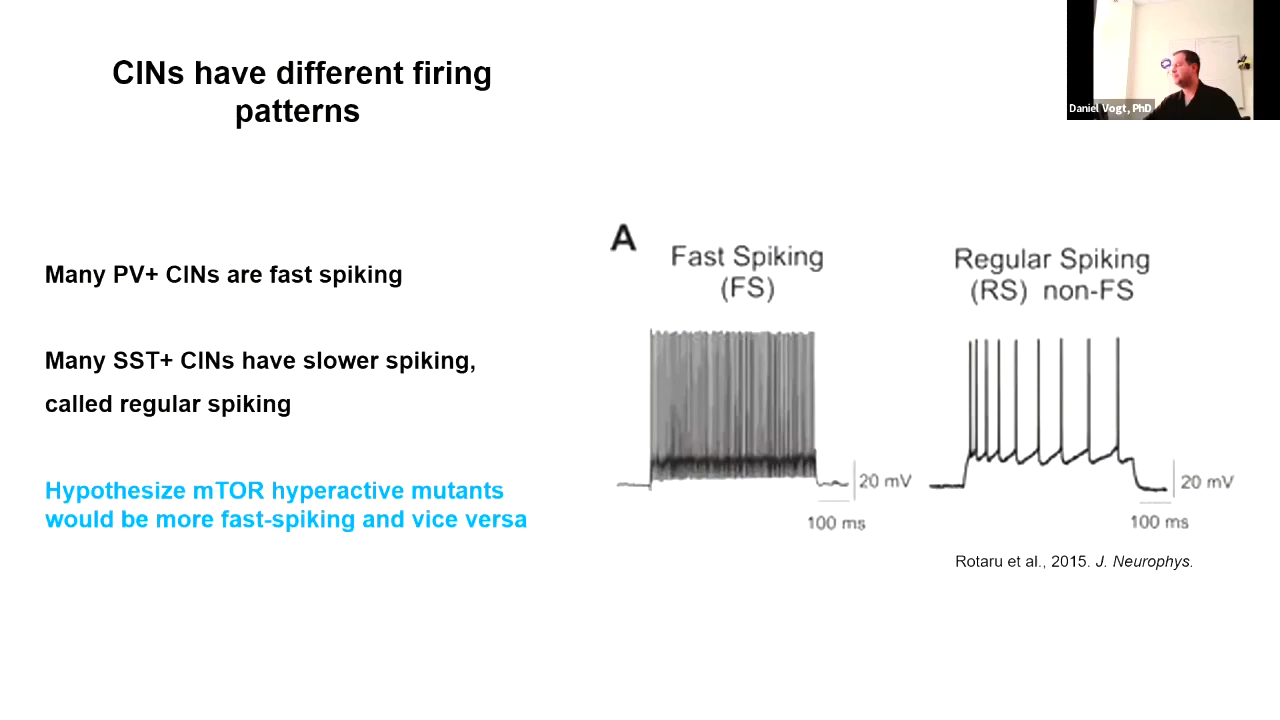 CINs have different firing
patterns
Daniel Vogt, PhD
Many PV+ CINs are fast spiking
Many SST+ CINs have slower spiking,
called regular spiking
Hypothesize mTOR hyperactive mutants
would be more fast-spiking and vice versa
A
Fast Spiking
(FS)
20 mV
100 ms
Regular Spiking
(RS) non-FS
20 mV
100 ms
Rotaru et al., 2015. J. Neurophys.